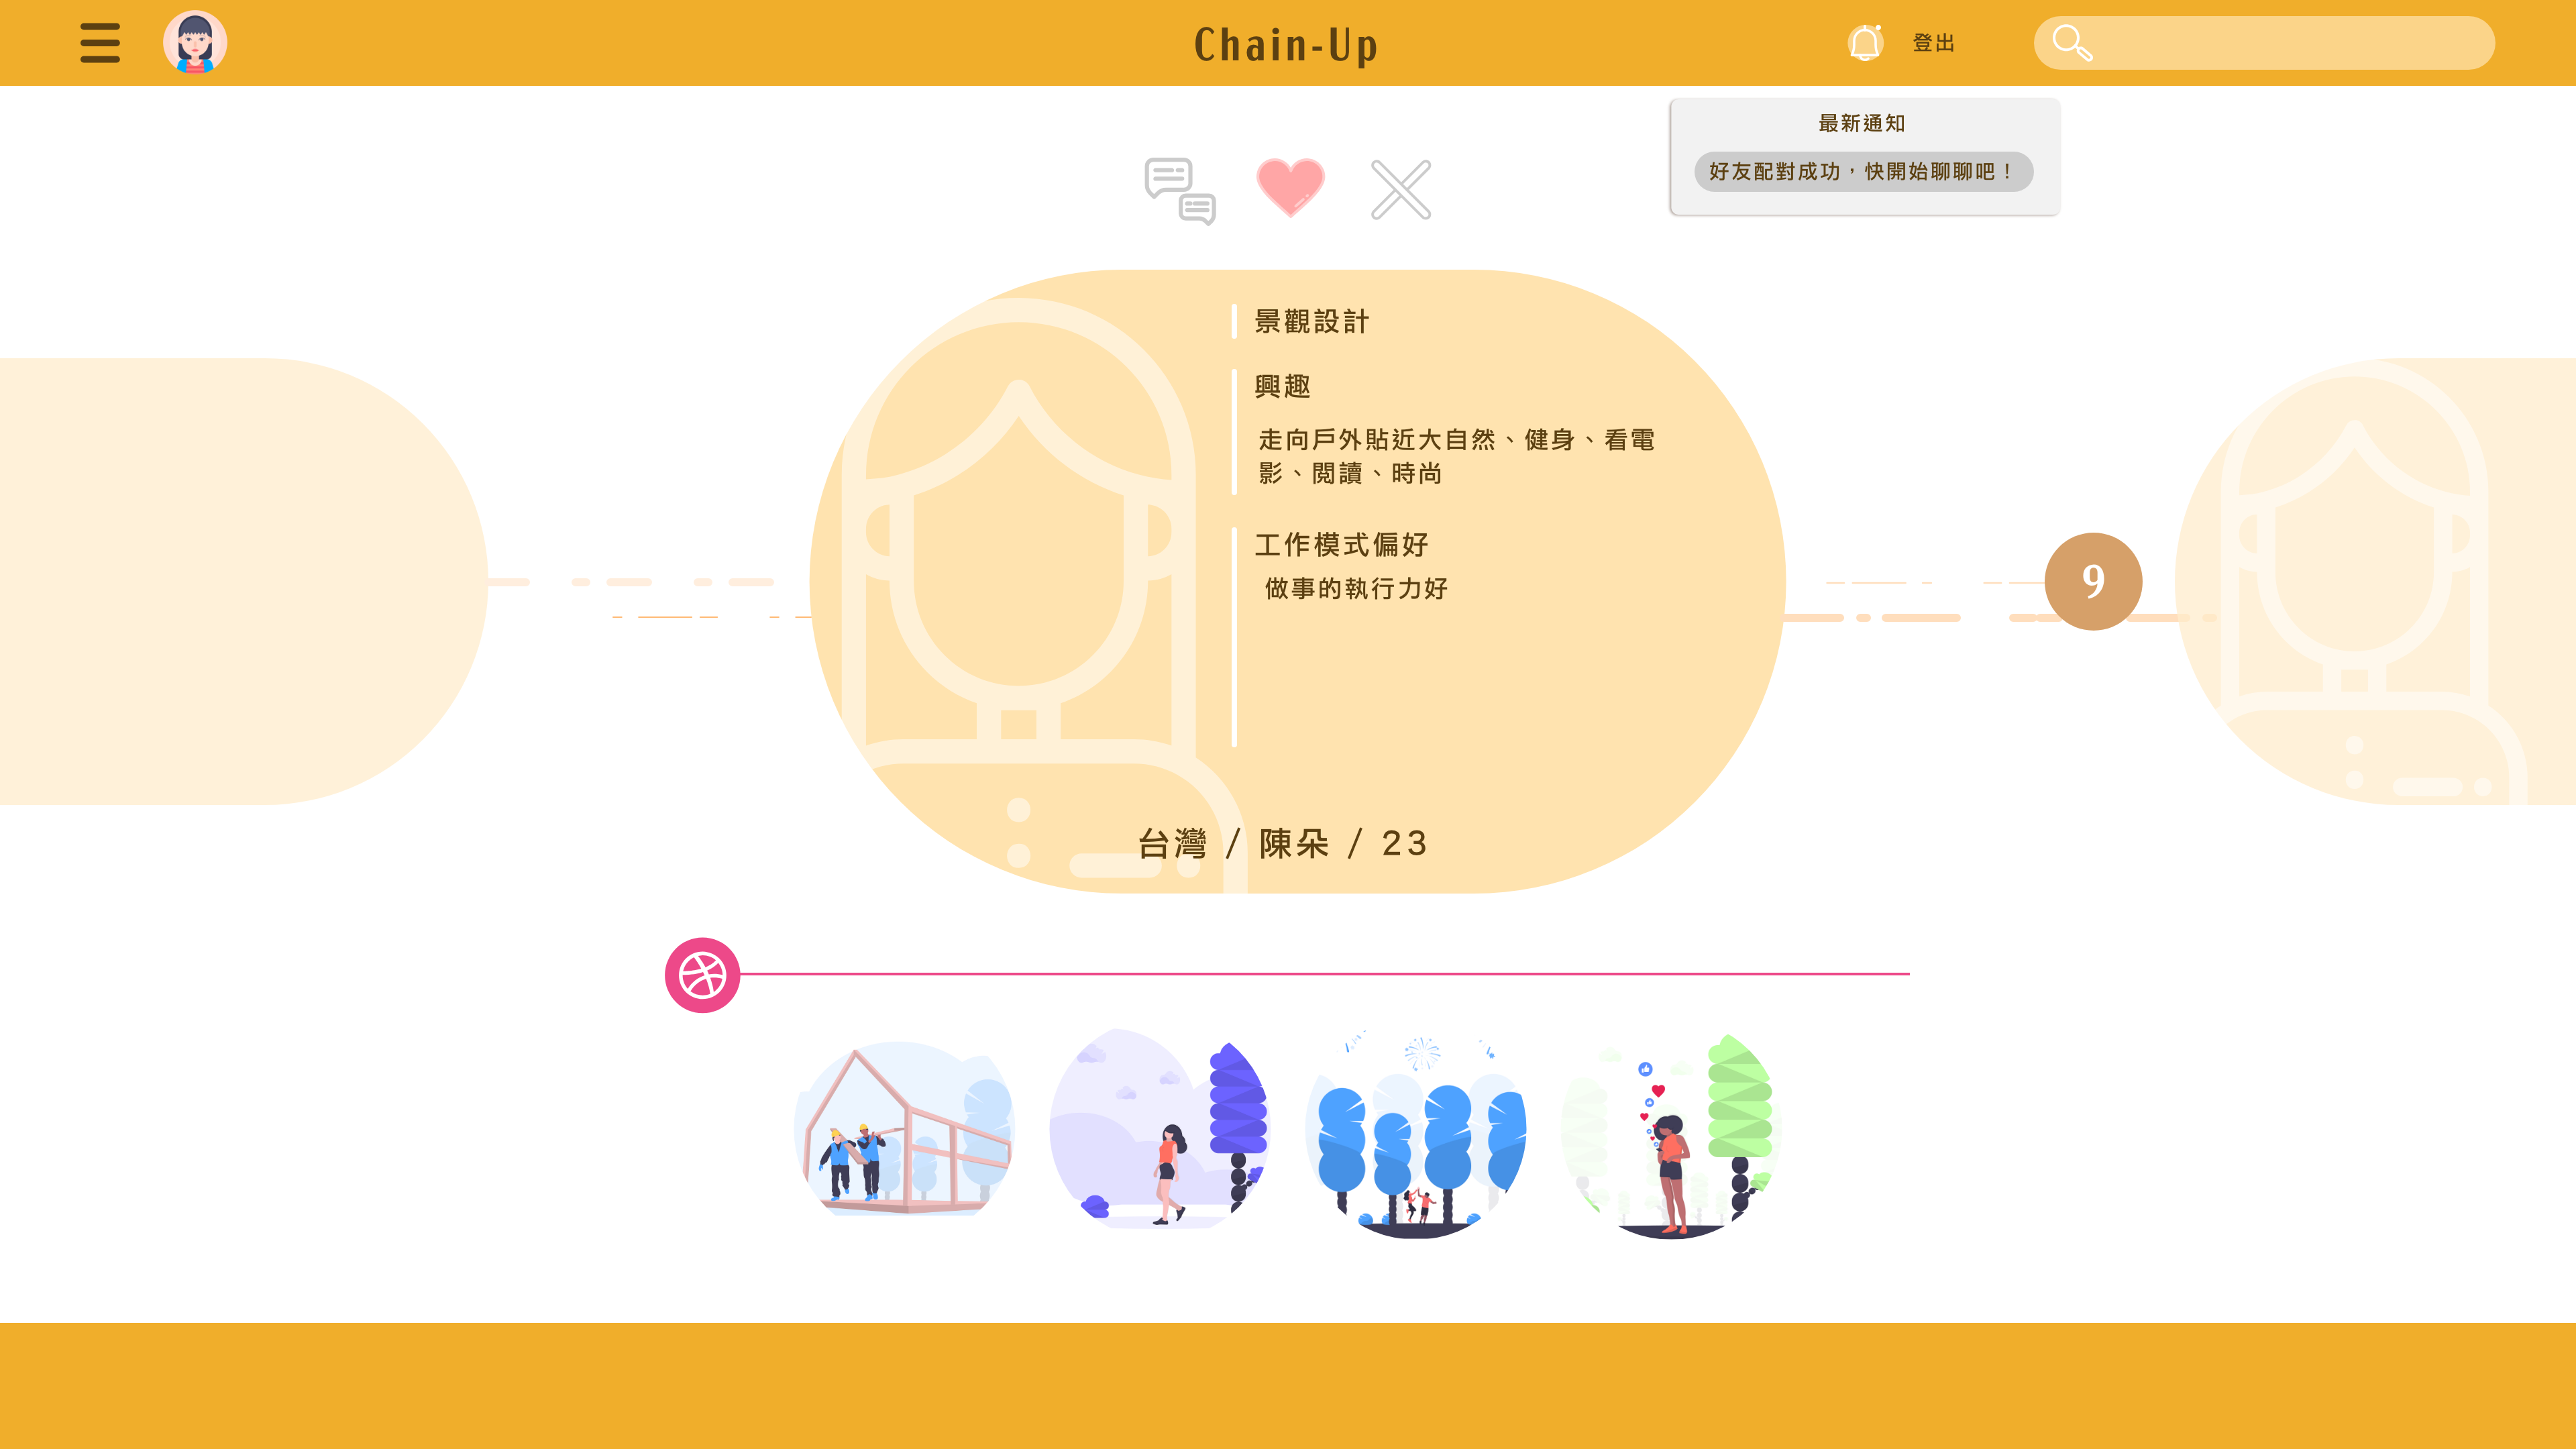 Chain-Up
登出
最新通知
好友配對成功，快開始聊聊吧！
景觀設計
興趣
走向戶外貼近大自然、健身、看電
影、閱讀、時尚
工作模式偏好
做事的執行力好
9
台灣 / 陳朵 / 23